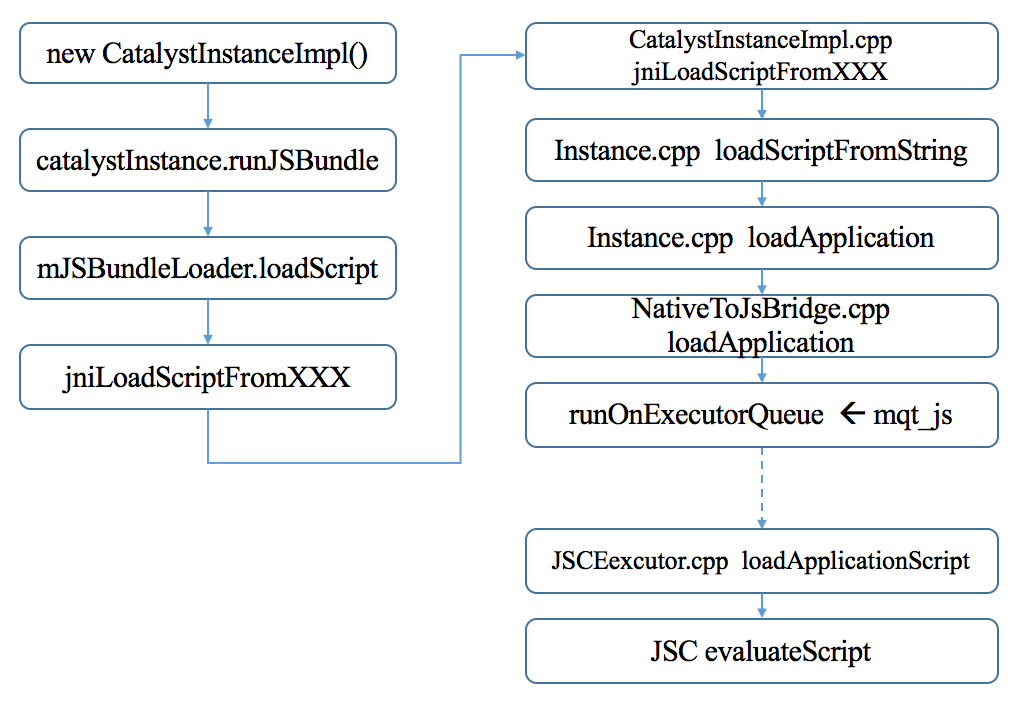 new CatalystInstanceImpl()
catalystInstance.runJSBundle
mJSBundleLoader.loadScript
jniLoadScriptFromXXX
CatalystInstanceImpl.cpp
jniLoadScriptFromXXX
Instance.cpp loadScriptFromString
Instance.cpp loadApplication
NativeToJsBridge.cpp
loadApplication
runOnExecutorQueue ← mqt_js
JSCEexcutor.cpp loadApplicationScript
JSC evaluateScript